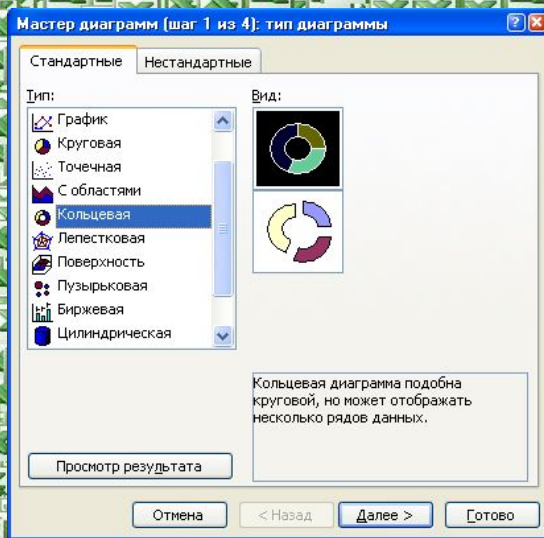 Мастер диаграмм (шаг 1 из 4): тип диаграммы
Стандартные
Нестандартные
Тип:
График
Круговая
Точечная
С областями
Кольцевая
Лепестковая
Поверхность
Пузырьковая
Биржевая
Цилиндрическая
Вид:
Кольцевая диаграмма подобна
круговой, но может отображать
несколько рядов данных.
Просмотр результата
Отмена
< Назад
Далее >
Готово